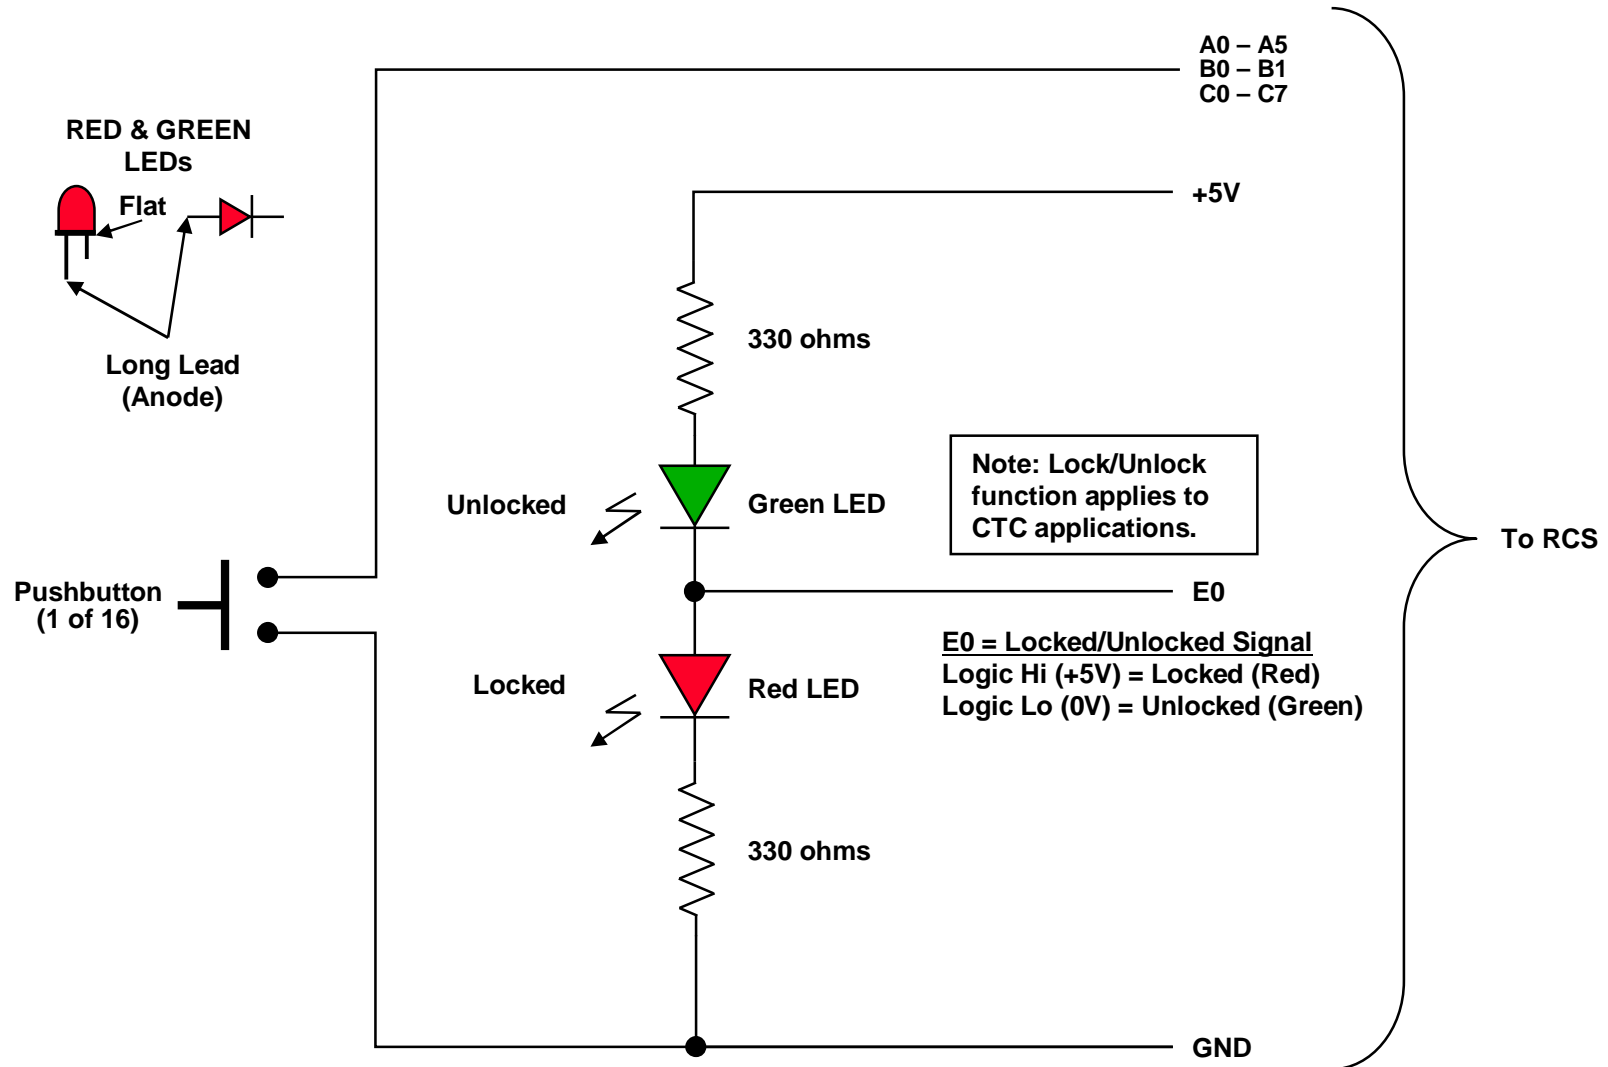 A0 – A5
B0 – B1
C0 – C7
RED & GREEN
LEDs
Flat
+5V
330 ohms
Long Lead
(Anode)
Note: Lock/Unlock
function applies to
CTC applications.
Unlocked
Green LED
To RCS
Pushbutton
(1 of 16)
E0
E0 = Locked/Unlocked Signal
Logic Hi (+5V) = Locked (Red)
Logic Lo (0V) = Unlocked (Green)
Locked
Red LED
330 ohms
GND